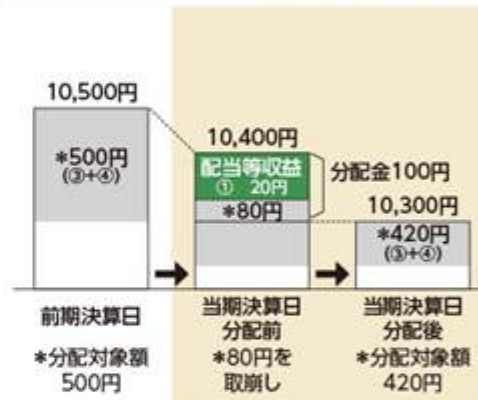 10,500円
*500円
(③+④)
10,400円
配当等収益
① 20円
*80円
分配金100円
10,300円
*420円
(③+④)
前期決算日
*分配対象額
500円
当期決算日
分配前
*80円を
取崩し
当期決算日
分配後
*分配対象額
420円